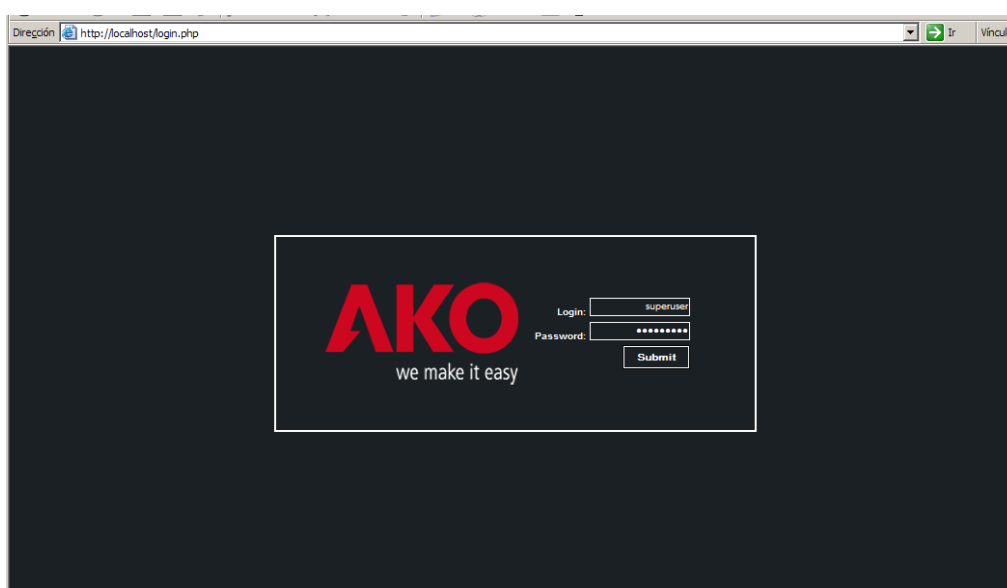 Dirección http://localhost/login.php Ir Víncul
AKO
we make it easy
Login: superuser
Password: •••••••••
Submit